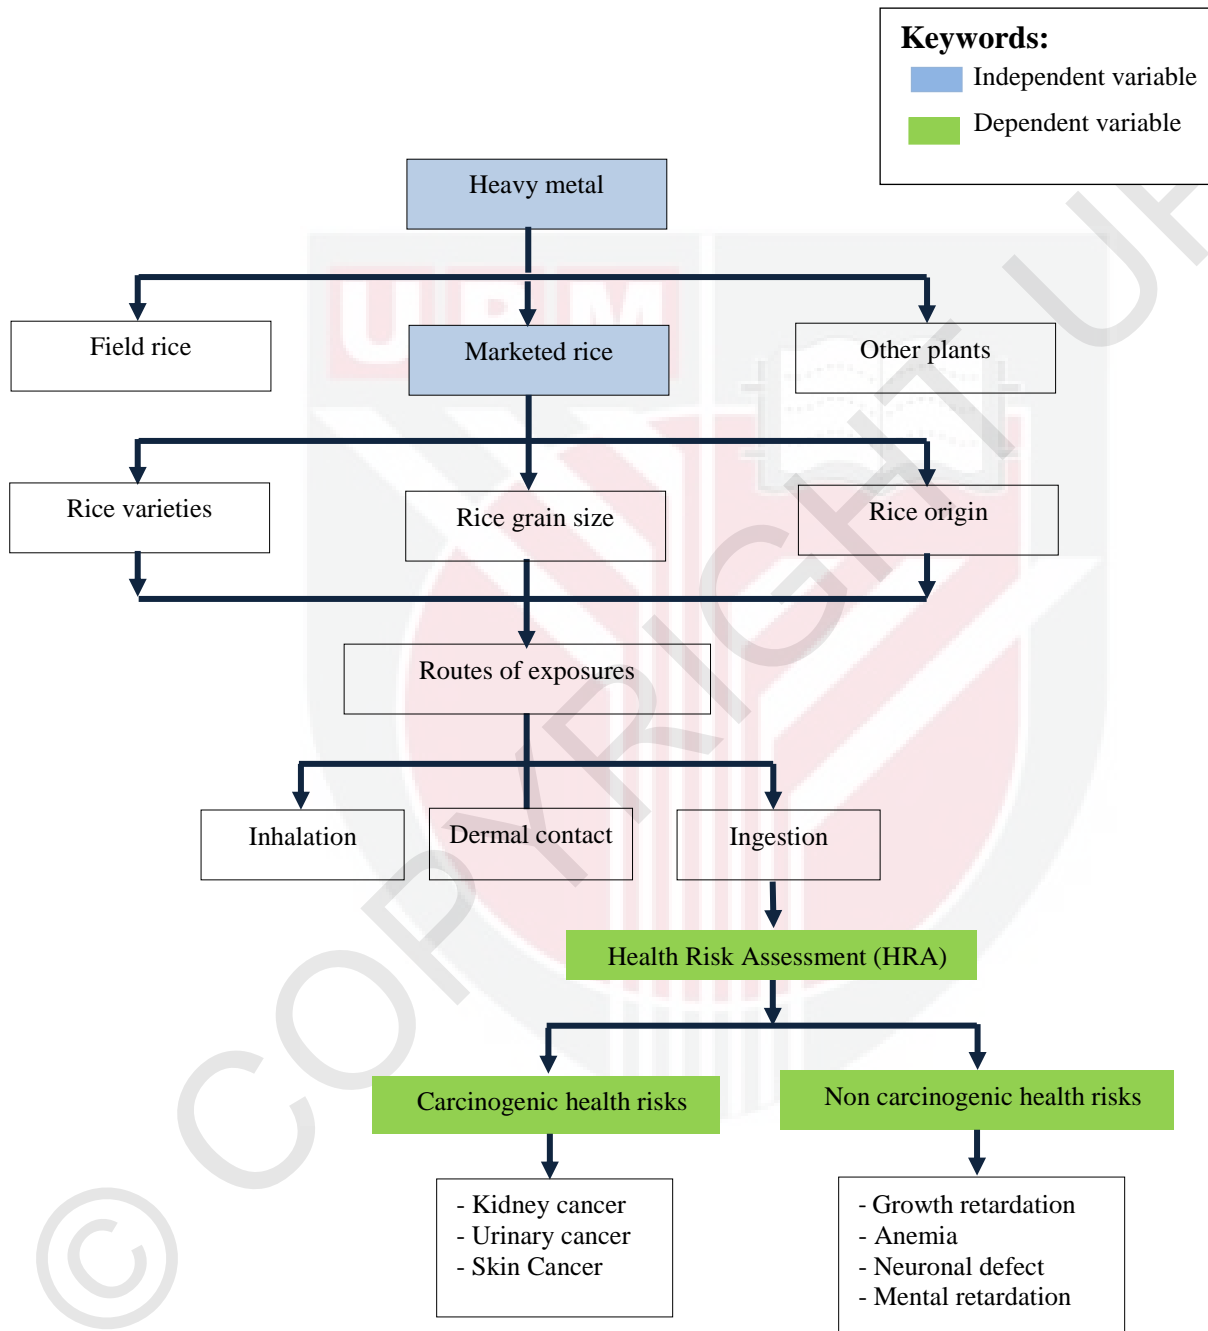 Keywords:
Independent variable
Dependent variable
Heavy metal
UPM
Field rice
Marketed rice
Other plants
Rice varieties
Rice grain size
Rice origin
Routes of exposures
Inhalation
Dermal contact
Ingestion
Health Risk Assessment (HRA)
Carcinogenic health risks
Non carcinogenic health risks
- Kidney cancer
- Urinary cancer
- Skin Cancer
- Growth retardation
- Anemia
- Neuronal defect
- Mental retardation
© COPYRIGHT